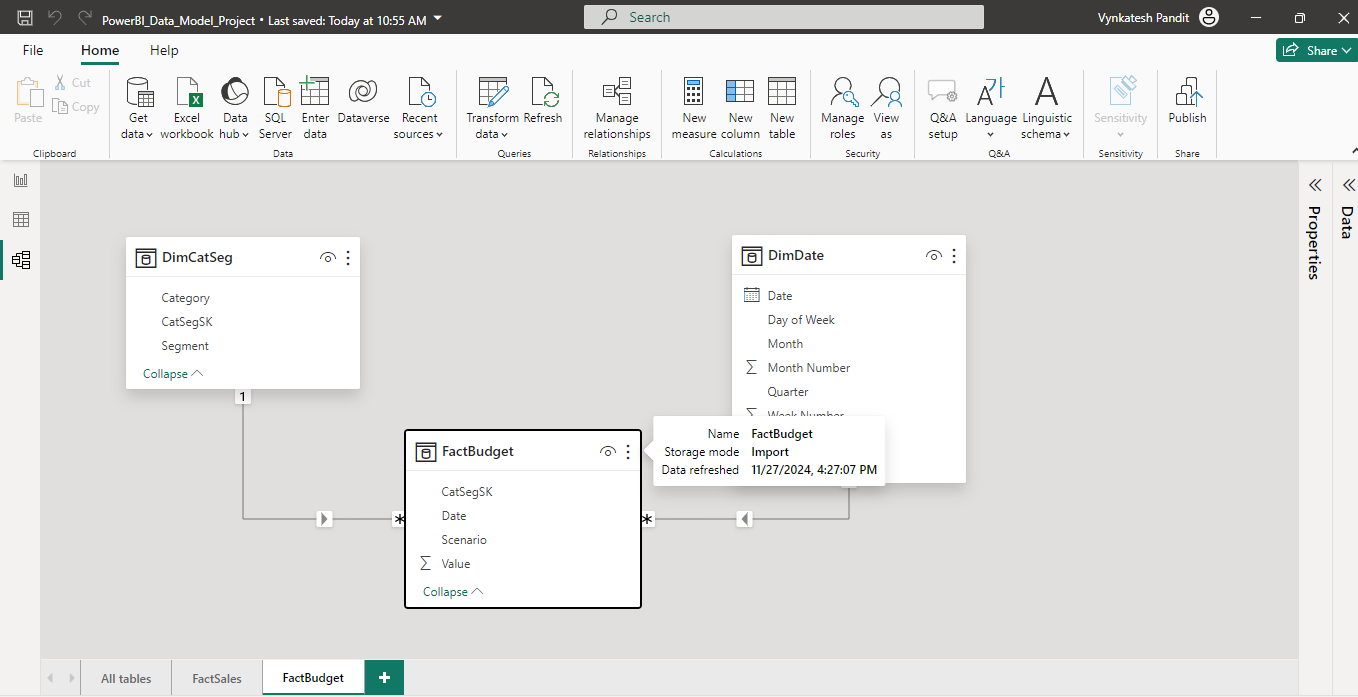 PowerBI_Data_Model_Project • Last saved: Today at 10:55 AM
Search
Vynkatesh Pandit
File Home Help
Share
Paste
Cut
Copy
Get data
Excel workbook
Data hub
SQL Server
Enter data
Dataverse
Recent sources
Transform data
Refresh
Manage relationships
New measure
New column
New table
Manage roles
View as
Q&A setup
Language
Linguistic schema
Sensitivity
Publish
Clipboard
Data
Queries
Relationships
Calculations
Security
Q&A
Sensitivity
Share
DimCatSeg
Category
CatSegSK
Segment
Collapse
1
DimDate
Date
Day of Week
Month
Month Number
Quarter
Week Number
FactBudget
CatSegSK
Date
Scenario
Value
Collapse
*
*
Name FactBudget
Storage mode Import
Data refreshed 11/27/2024, 4:27:07 PM
Properties
Data
All tables
FactSales
FactBudget
+